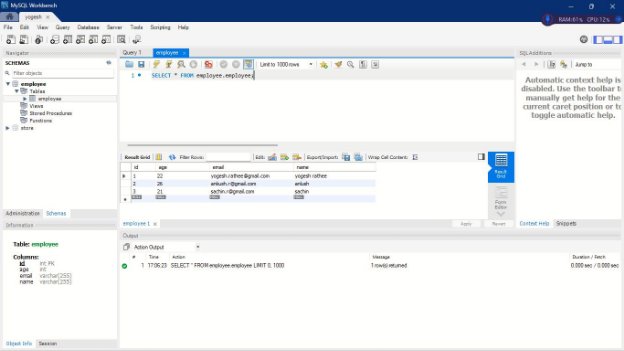 MySQL Workbench
yogesh
File Edit View Query Database Server Tools Scripting Help
RAM:61% CPU:12%
Navigator
SCHEMAS
Filter objects
employee
Tables
employee
Views
Stored Procedures
Functions
store
Administration Schemas
Information
Table: employee
Columns:
id int PK
age int
email varchar(255)
name varchar(255)
Object Info Session
Query 1 employee
Limit to 1000 rows
1 SELECT * FROM employee.employee;
Result Grid Filter Rows: Edit: Export/Import: Wrap Cell Content:
id age email name
1 22 yogesh.rathee@gmail.com yogesh rathee
2 26 ankush.r@gmail.com ankush
3 21 sachin.r@gmail.com sachin
NULL NULL NULL NULL
Result Grid
Form Editor
employee 1 Apply Revert
Output
Action Output
# Time Action Message Duration / Fetch
1 17:06:23 SELECT * FROM employee.employee LIMIT 0, 1000 1 row(s) returned 0.000 sec / 0.000 sec
SQLAdditions
Jump to
Automatic context help is
disabled. Use the toolbar to
manually get help for the
current caret position or to
toggle automatic help.
Context Help Snippets